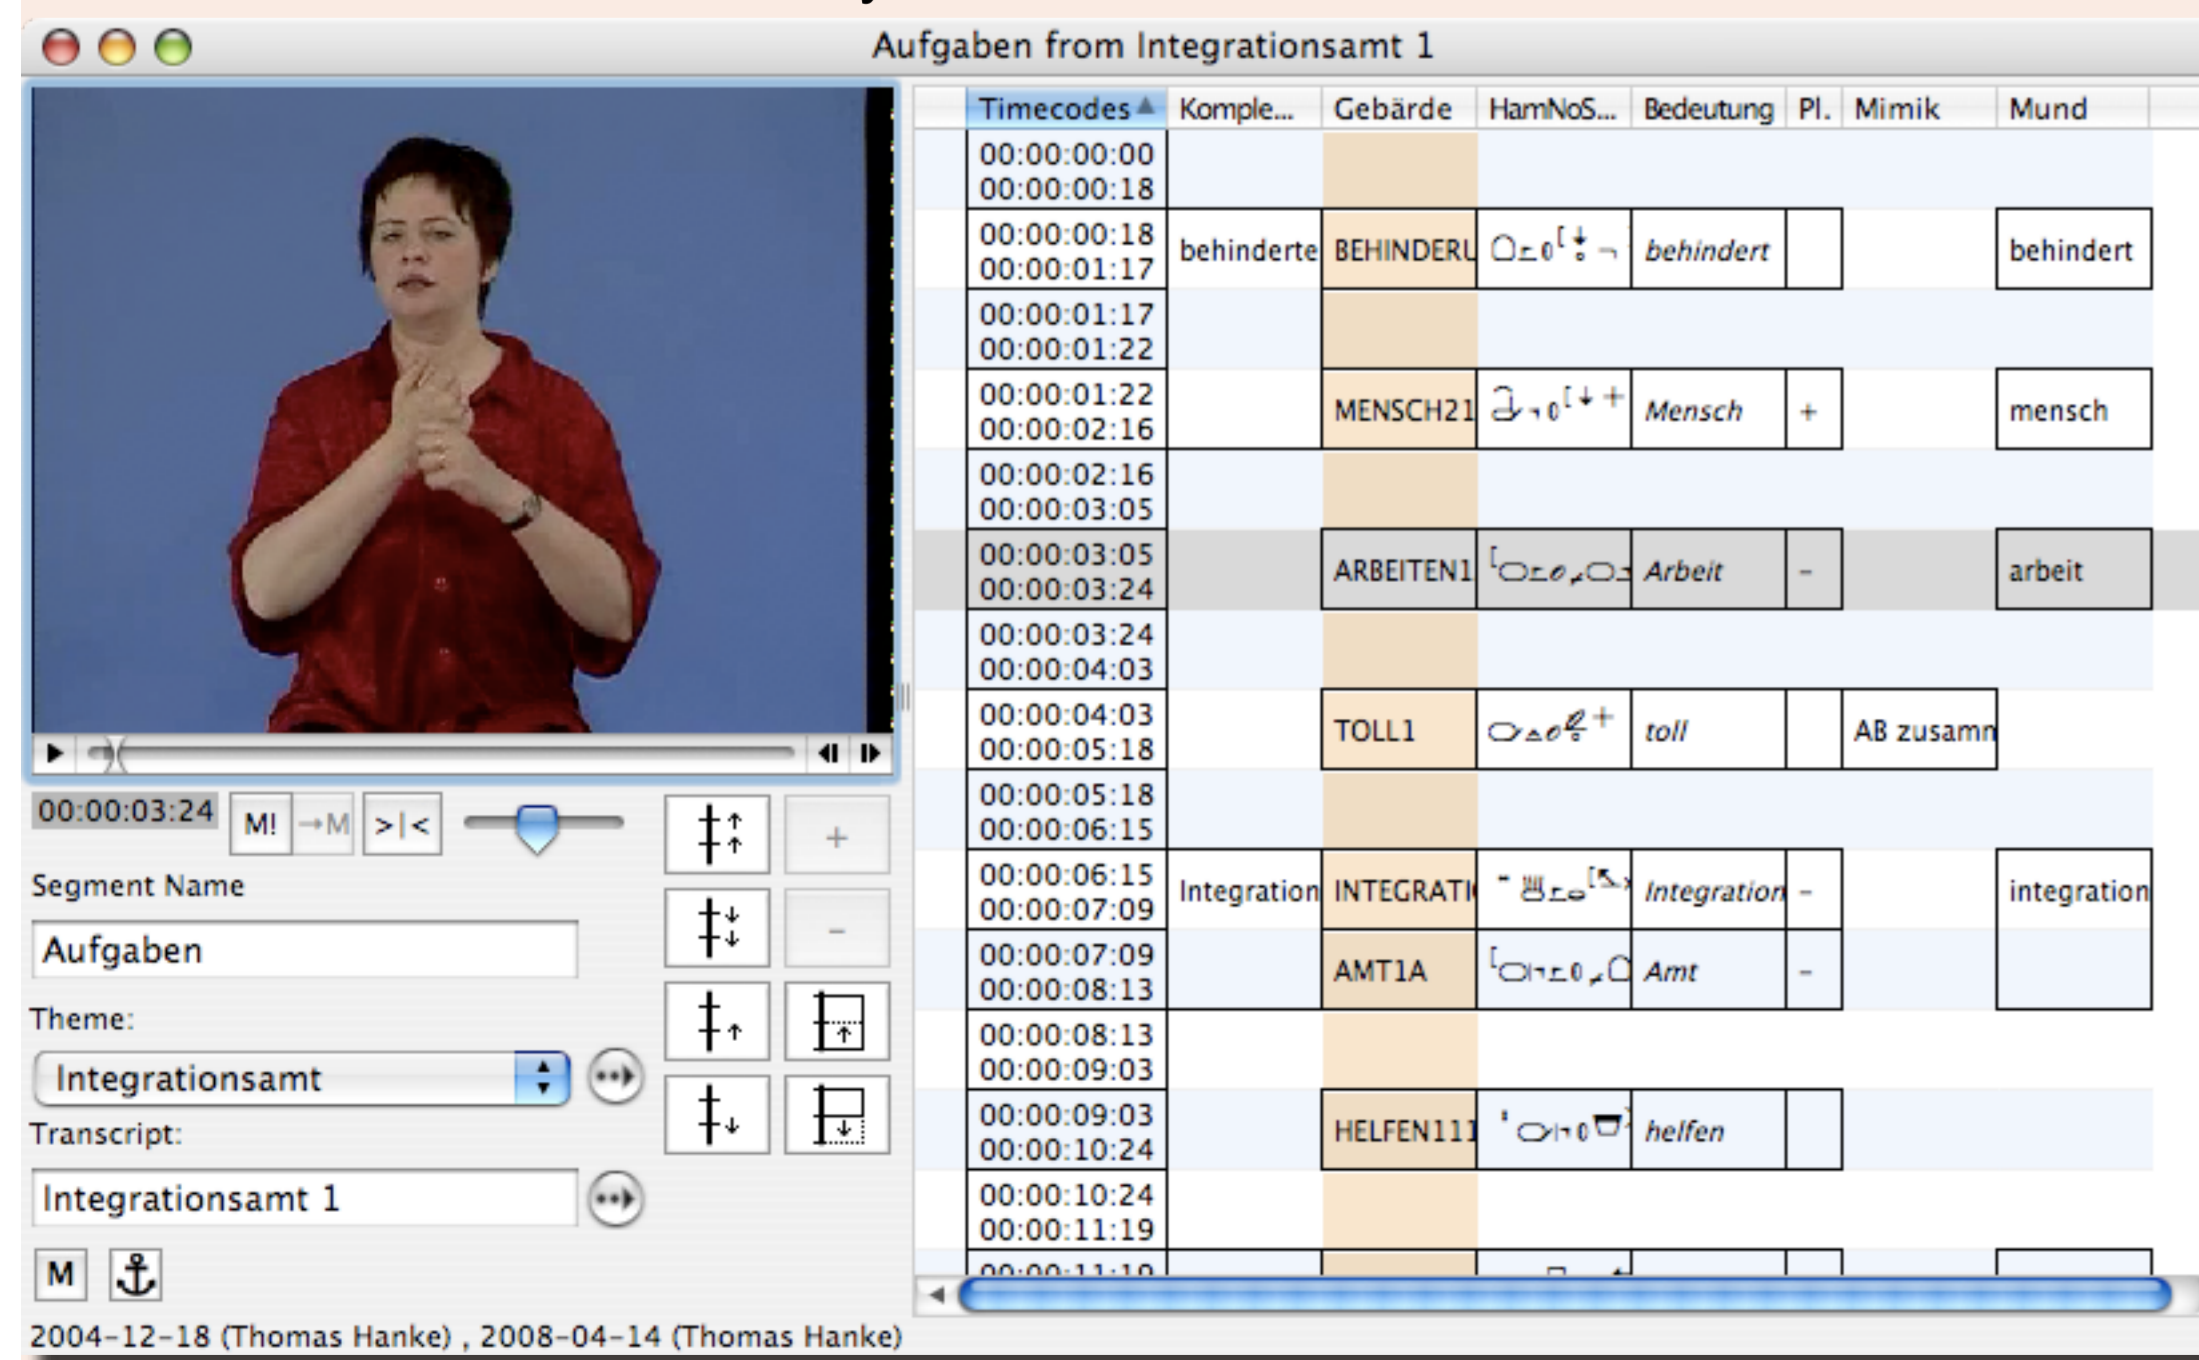 Aufgaben from Integrationsamt 1
Timecodes Komple... Gebärde HamNoS... Bedeutung Pl. Mimik Mund
00:00:00:00
00:00:00:18
00:00:00:18
00:00:01:17
behinderte BEHINDERU behindert behindert
00:00:01:17
00:00:01:22
00:00:01:22
00:00:02:16
MENSCH21 Mensch + mensch
00:00:02:16
00:00:03:05
00:00:03:05
00:00:03:24
ARBEITEN1 Arbeit - arbeit
00:00:03:24
00:00:04:03
00:00:04:03
00:00:05:18
TOLL1 toll AB zusamm
00:00:05:18
00:00:06:15
00:00:06:15
00:00:07:09
Integration INTEGRATI Integration - integration
00:00:07:09
00:00:08:13
AMT1A Amt -
00:00:08:13
00:00:09:03
00:00:09:03
00:00:10:24
HELFEN111 helfen
00:00:10:24
00:00:11:19
00:00:11:19
00:00:03:24 M! →M >|<
+
-
Segment Name
Aufgaben
Theme:
Integrationsamt
Transcript:
Integrationsamt 1
M
2004-12-18 (Thomas Hanke) , 2008-04-14 (Thomas Hanke)